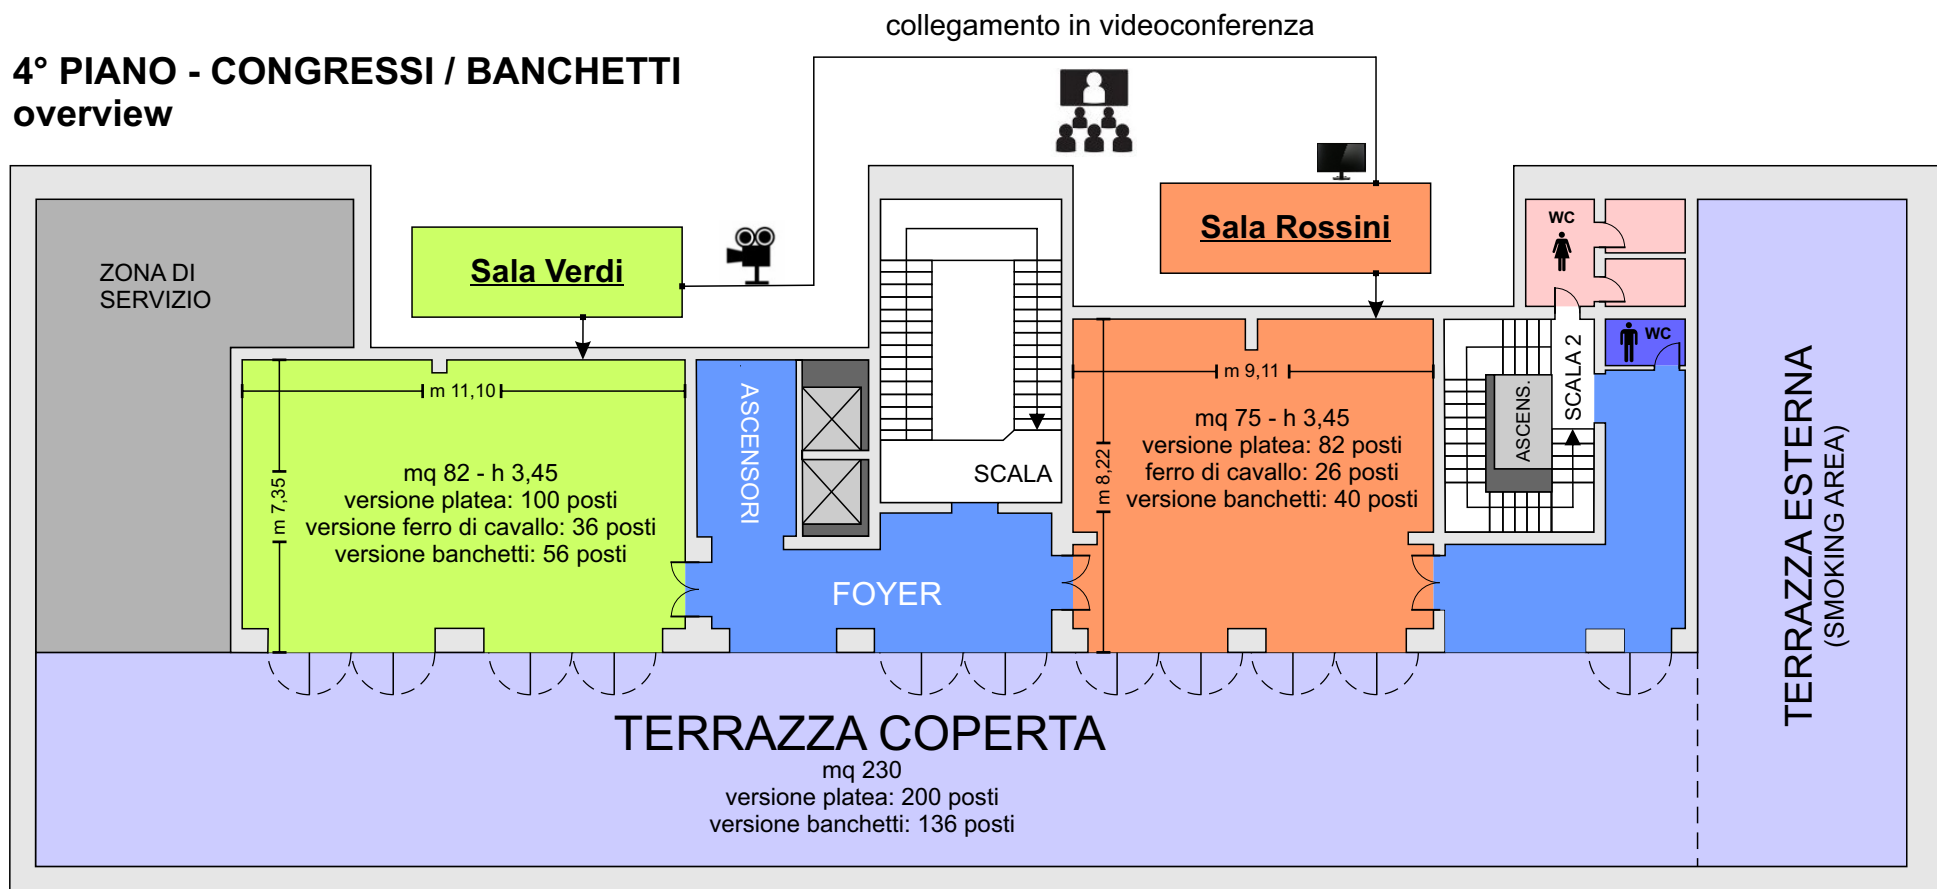 collegamento in videoconferenza
4° PIANO - CONGRESSI / BANCHETTI
overview
ZONA DI
SERVIZIO
Sala Verdi
Sala Rossini
WC
WC
m 11,10
m 7,35
mq 82 - h 3,45
versione platea: 100 posti
versione ferro di cavallo: 36 posti
versione banchetti: 56 posti
ASCENSORI
SCALA
FOYER
m 9,11
m 8,22
mq 75 - h 3,45
versione platea: 82 posti
ferro di cavallo: 26 posti
versione banchetti: 40 posti
ASCENS.
SCALA 2
TERRAZZA ESTERNA
(SMOKING AREA)
TERRAZZA COPERTA
mq 230
versione platea: 200 posti
versione banchetti: 136 posti